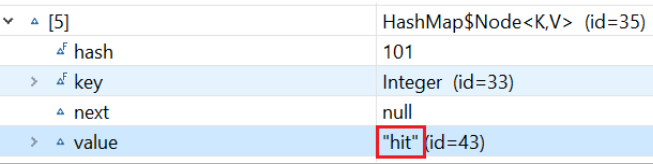 [5] HashMap$Node<K,V> (id=35)
F hash 101
F key Integer (id=33)
next null
value "hit" (id=43)